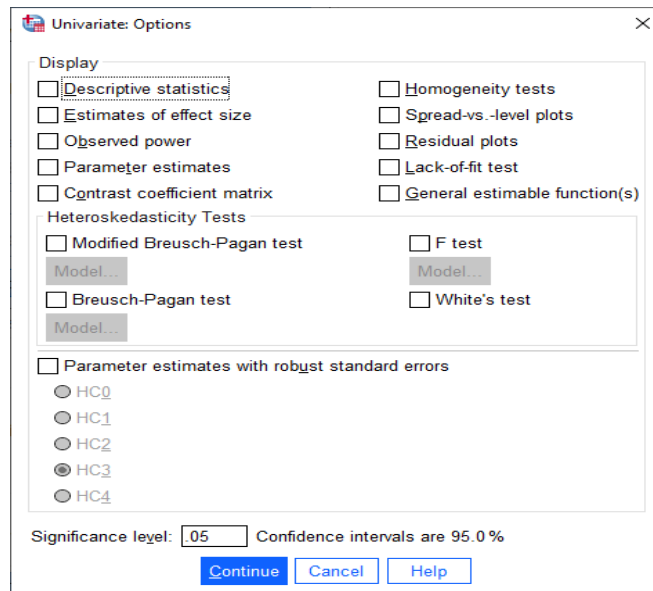 Univariate: Options
Display
Descriptive statistics
Homogeneity tests
Estimates of effect size
Spread-vs.-level plots
Observed power
Residual plots
Parameter estimates
Lack-of-fit test
Contrast coefficient matrix
General estimable function(s)
Heteroskedasticity Tests
Modified Breusch-Pagan test
F test
Model...
Model...
Breusch-Pagan test
White's test
Model...
Parameter estimates with robust standard errors
HC0
HC1
HC2
HC3
HC4
Significance level: .05 Confidence intervals are 95.0 %
Continue
Cancel
Help